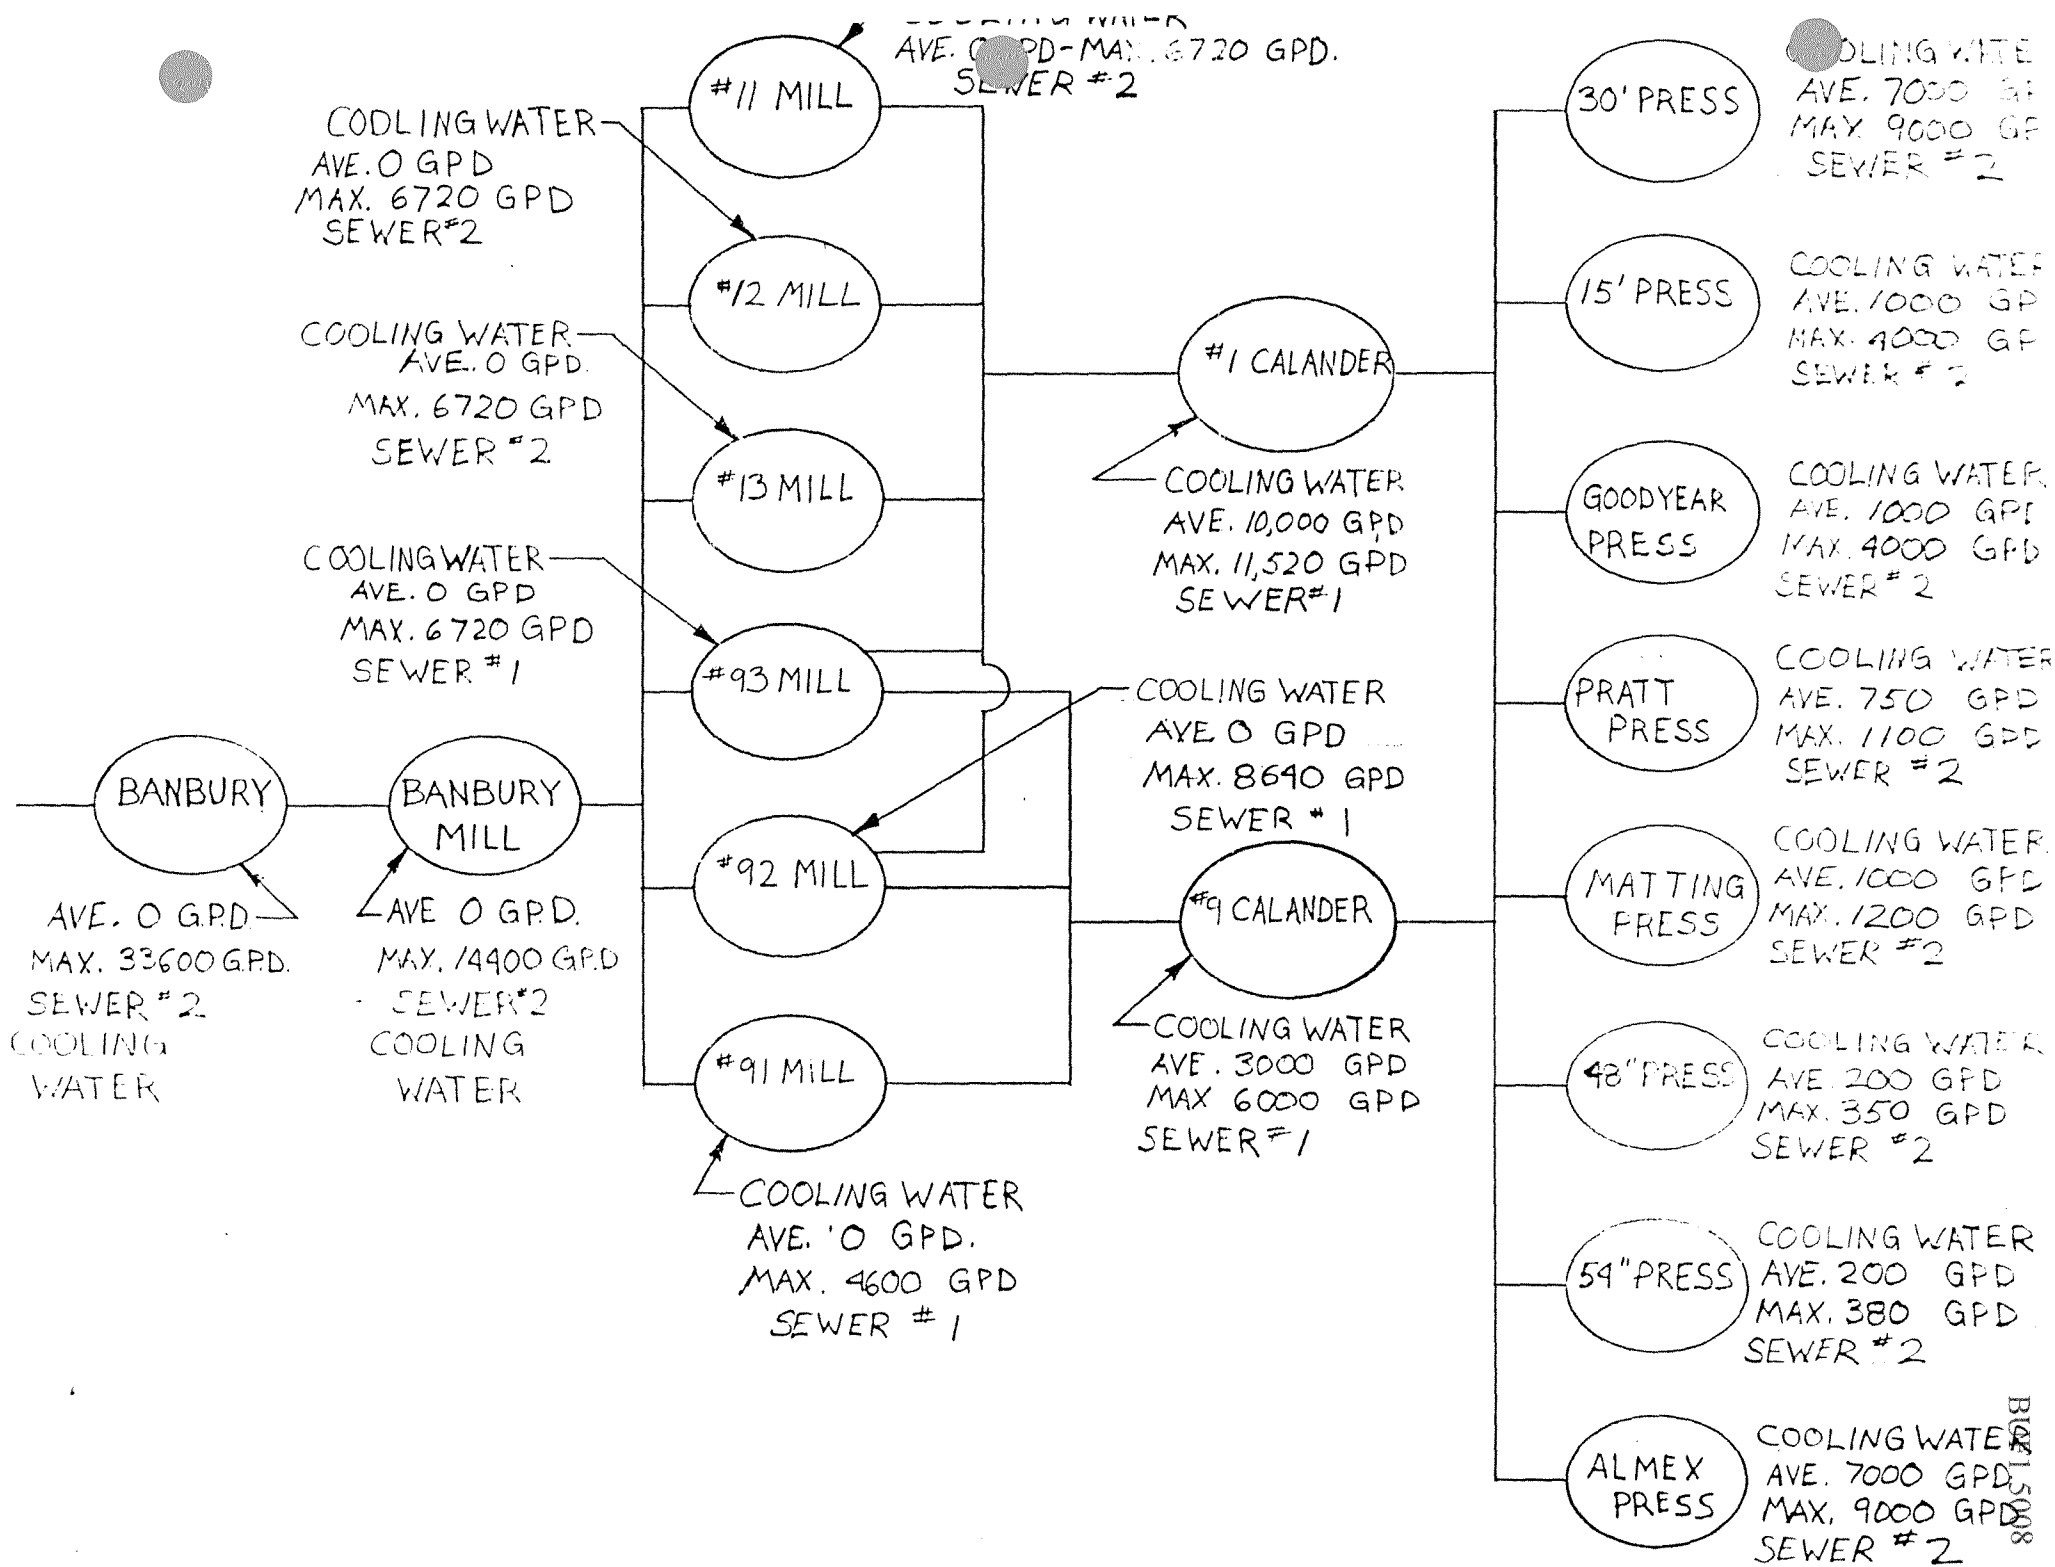 AVE. 0 GPD-MAX. 6720 GPD.
SEWER #2
#11 MILL
COOLING WATER
AVE. 0 GPD
MAX. 6720 GPD
SEWER #2
#12 MILL
COOLING WATER
AVE. 0 GPD.
MAX. 6720 GPD
SEWER #2
#13 MILL
COOLING WATER
AVE. 0 GPD
MAX. 6720 GPD
SEWER #1
#93 MILL
BANBURY
AVE. 0 G.P.D.
MAX. 33600 G.P.D.
SEWER #2
COOLING
WATER
BANBURY
MILL
AVE 0 G.P.D.
MAX. 14400 G.P.D
SEWER #2
COOLING
WATER
#92 MILL
COOLING WATER
AVE 0 GPD
MAX. 8640 GPD
SEWER #1
#91 MILL
COOLING WATER
AVE. 0 GPD.
MAX. 4600 GPD
SEWER #1
#1 CALANDER
COOLING WATER
AVE. 10,000 GPD
MAX. 11,520 GPD
SEWER #1
#9 CALANDER
COOLING WATER
AVE. 3000 GPD
MAX 6000 GPD
SEWER #1
30' PRESS
AVE. 7000
MAX 9000
SEWER #2
15' PRESS
COOLING WATER
AVE. 1000 GP
MAX. 4000 GP
SEWER #2
GOODYEAR
PRESS
COOLING WATER
AVE. 1000 GPD
MAX. 4000 GPD
SEWER #2
PRATT
PRESS
COOLING WATER
AVE. 750 GPD
MAX. 1100 GPD
SEWER #2
MATTING
PRESS
COOLING WATER
AVE. 1000 GPD
MAX. 1200 GPD
SEWER #2
48" PRESS
COOLING WATER
AVE 200 GPD
MAX. 350 GPD
SEWER #2
54" PRESS
COOLING WATER
AVE. 200 GPD
MAX. 380 GPD
SEWER #2
ALMEX
PRESS
COOLING WATER
AVE. 7000 GPD
MAX. 9000 GPD
SEWER #2